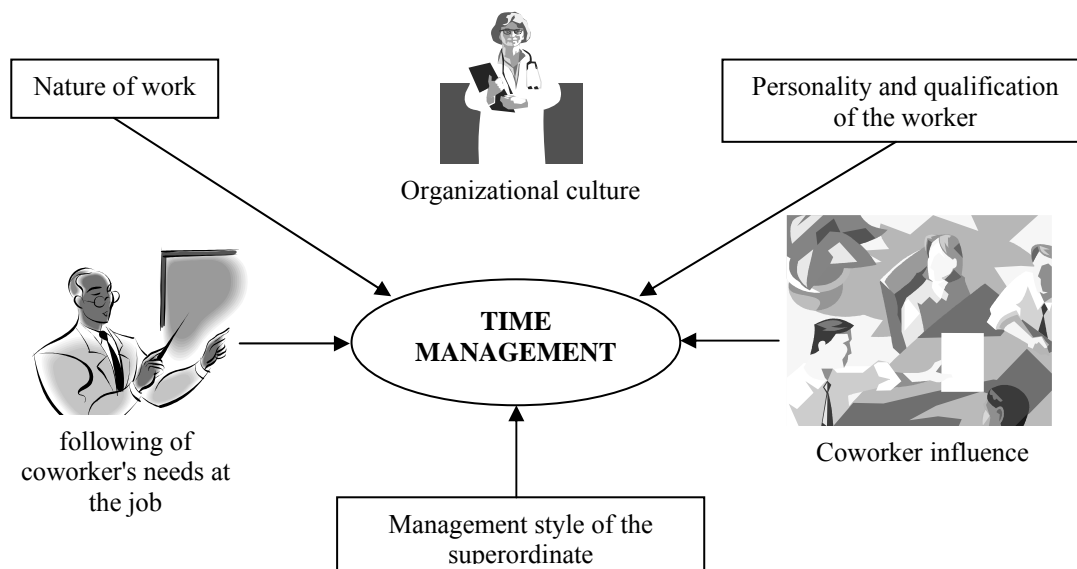 Nature of work
Personality and qualification
of the worker
Organizational culture
TIME
MANAGEMENT
following of
coworker's needs at
the job
Coworker influence
Management style of the
superordinate